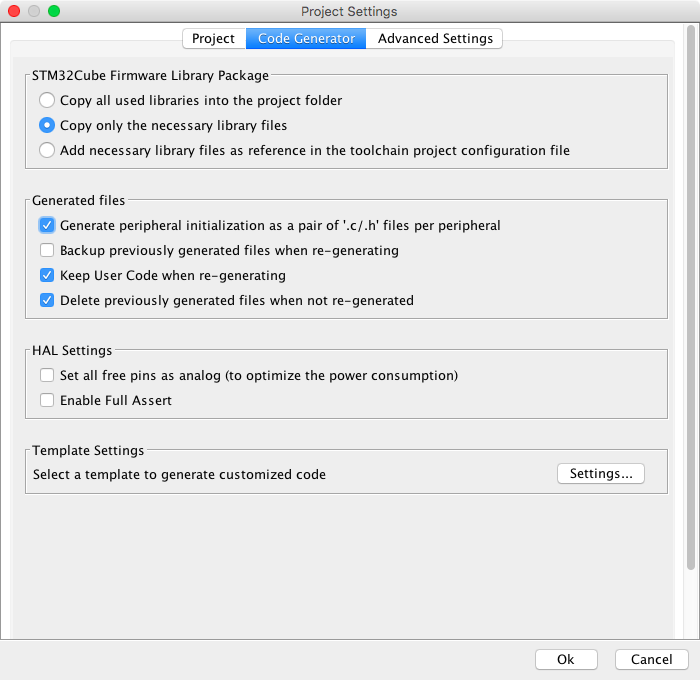 Project Settings
Project Code Generator Advanced Settings
STM32Cube Firmware Library Package
Copy all used libraries into the project folder
Copy only the necessary library files
Add necessary library files as reference in the toolchain project configuration file
Generated files
Generate peripheral initialization as a pair of '.c/.h' files per peripheral
Backup previously generated files when re-generating
Keep User Code when re-generating
Delete previously generated files when not re-generated
HAL Settings
Set all free pins as analog (to optimize the power consumption)
Enable Full Assert
Template Settings
Select a template to generate customized code Settings...
Ok Cancel